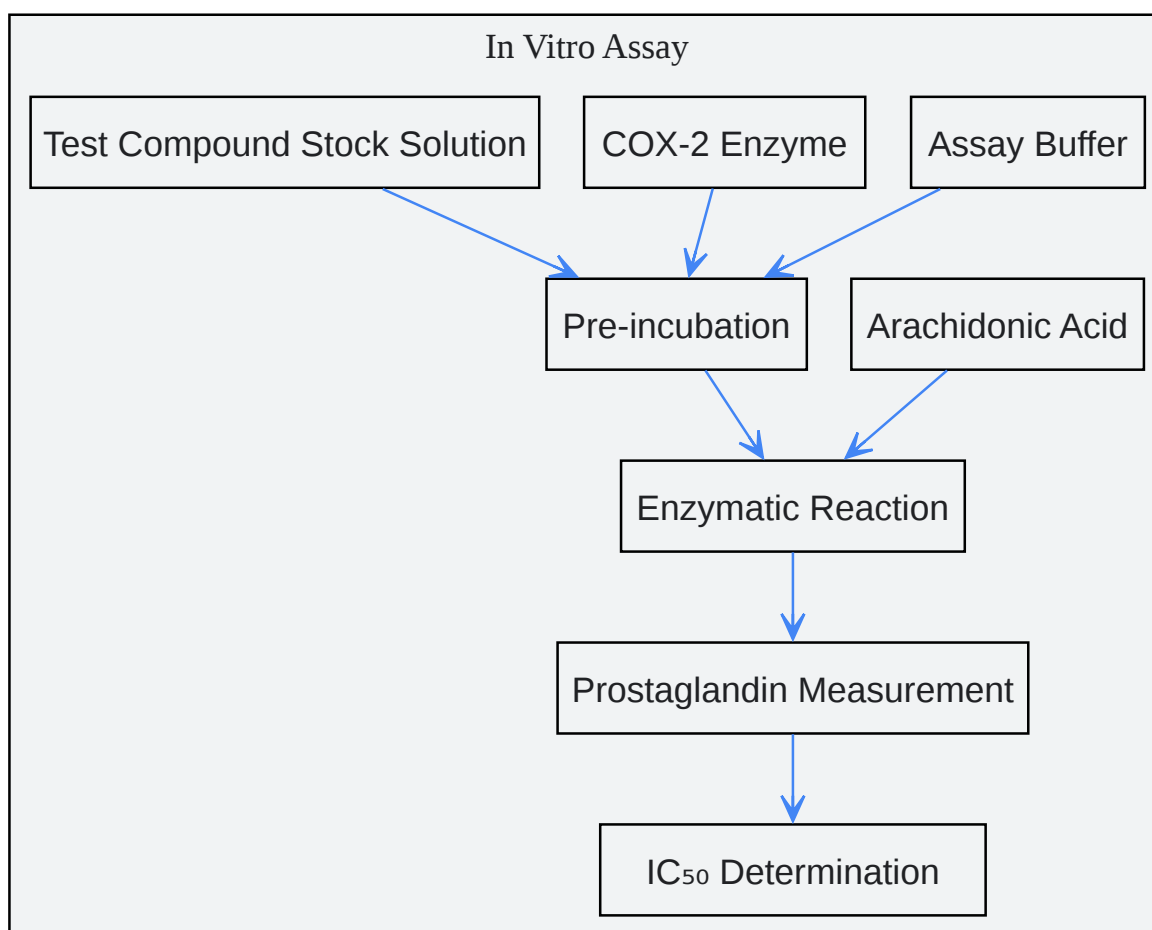 In Vitro Assay
Test Compound Stock Solution
COX-2 Enzyme
Assay Buffer
Pre-incubation
Arachidonic Acid
Enzymatic Reaction
Prostaglandin Measurement
IC₅₀ Determination